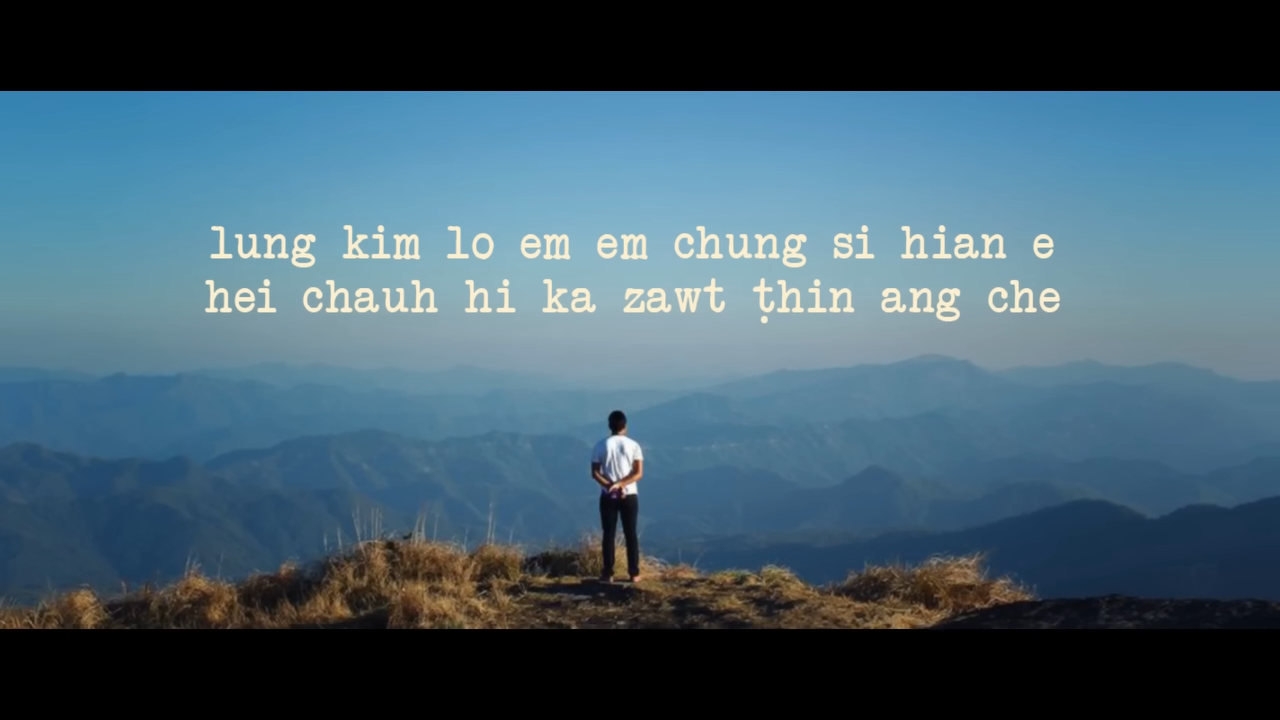 lung kim lo em em chung si hian e
hei chauh hi ka zawt ṭhin ang che